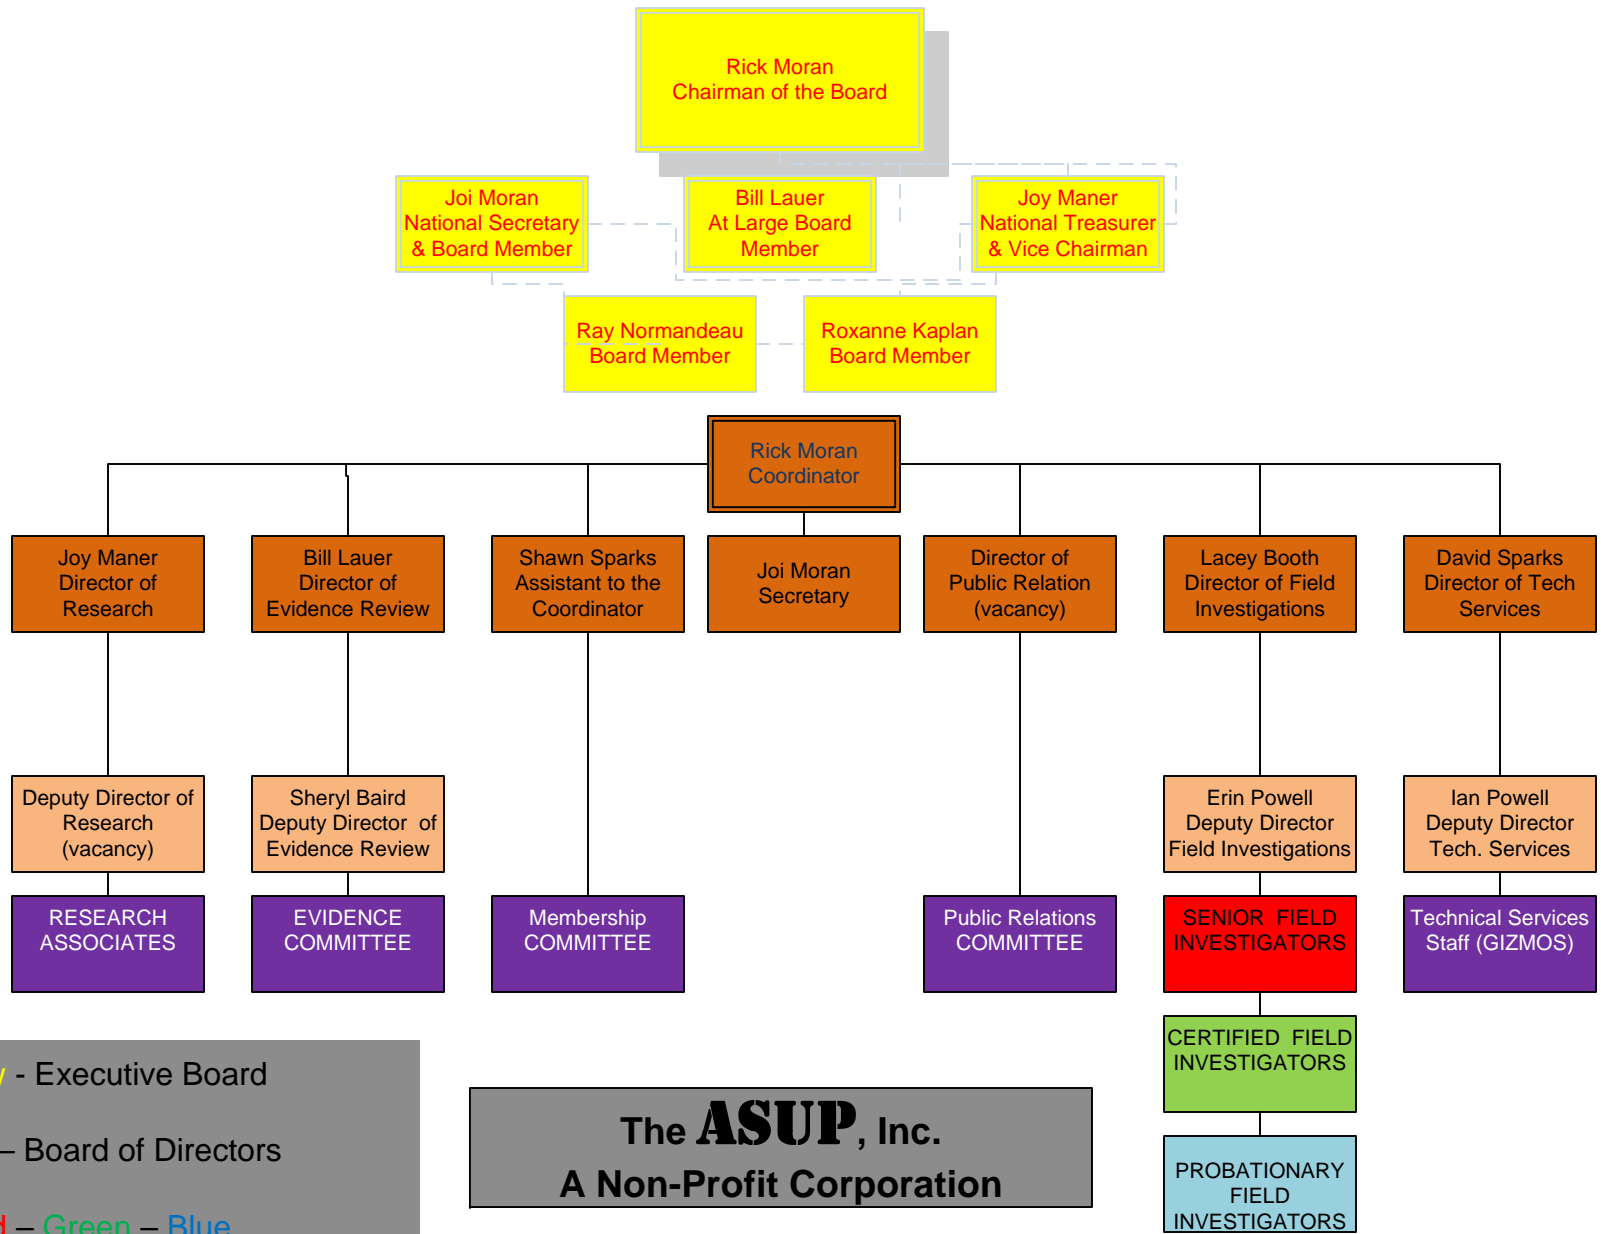 Rick Moran
Chairman of the Board
Joi Moran
National Secretary
& Board Member
Bill Lauer
At Large Board
Member
Joy Maner
National Treasurer
& Vice Chairman
Ray Normandeau
Board Member
Roxanne Kaplan
Board Member
Rick Moran
Coordinator
Joy Maner
Director of
Research
Bill Lauer
Director of
Evidence Review
Shawn Sparks
Assistant to the
Coordinator
Joi Moran
Secretary
Director of
Public Relation
(vacancy)
Lacey Booth
Director of Field
Investigations
David Sparks
Director of Tech
Services
Deputy Director of
Research
(vacancy)
Sheryl Baird
Deputy Director of
Evidence Review
Erin Powell
Deputy Director
Field Investigations
Ian Powell
Deputy Director
Tech. Services
RESEARCH
ASSOCIATES
EVIDENCE
COMMITTEE
Membership
COMMITTEE
Public Relations
COMMITTEE
SENIOR FIELD
INVESTIGATORS
Technical Services
Staff (GIZMOS)
CERTIFIED FIELD
INVESTIGATORS
PROBATIONARY
FIELD
INVESTIGATORS
- Executive Board
– Board of Directors
– Green – Blue
The ASUP, Inc.
A Non-Profit Corporation